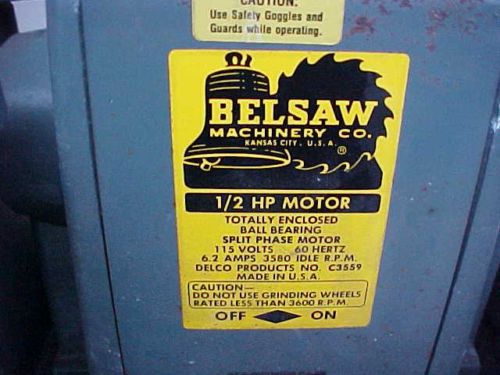 CAUTION:
Use Safety Goggles and
Guards while operating.
BELSAW
MACHINERY CO.
KANSAS CITY, U.S.A.
®
1/2 HP MOTOR
TOTALLY ENCLOSED
BALL BEARING
SPLIT PHASE MOTOR
115 VOLTS 60 HERTZ
6.2 AMPS 3580 IDLE R.P.M.
DELCO PRODUCTS NO. C3559
MADE IN U.S.A.
CAUTION—
DO NOT USE GRINDING WHEELS
RATED LESS THAN 3600 R.P.M.
OFF ON